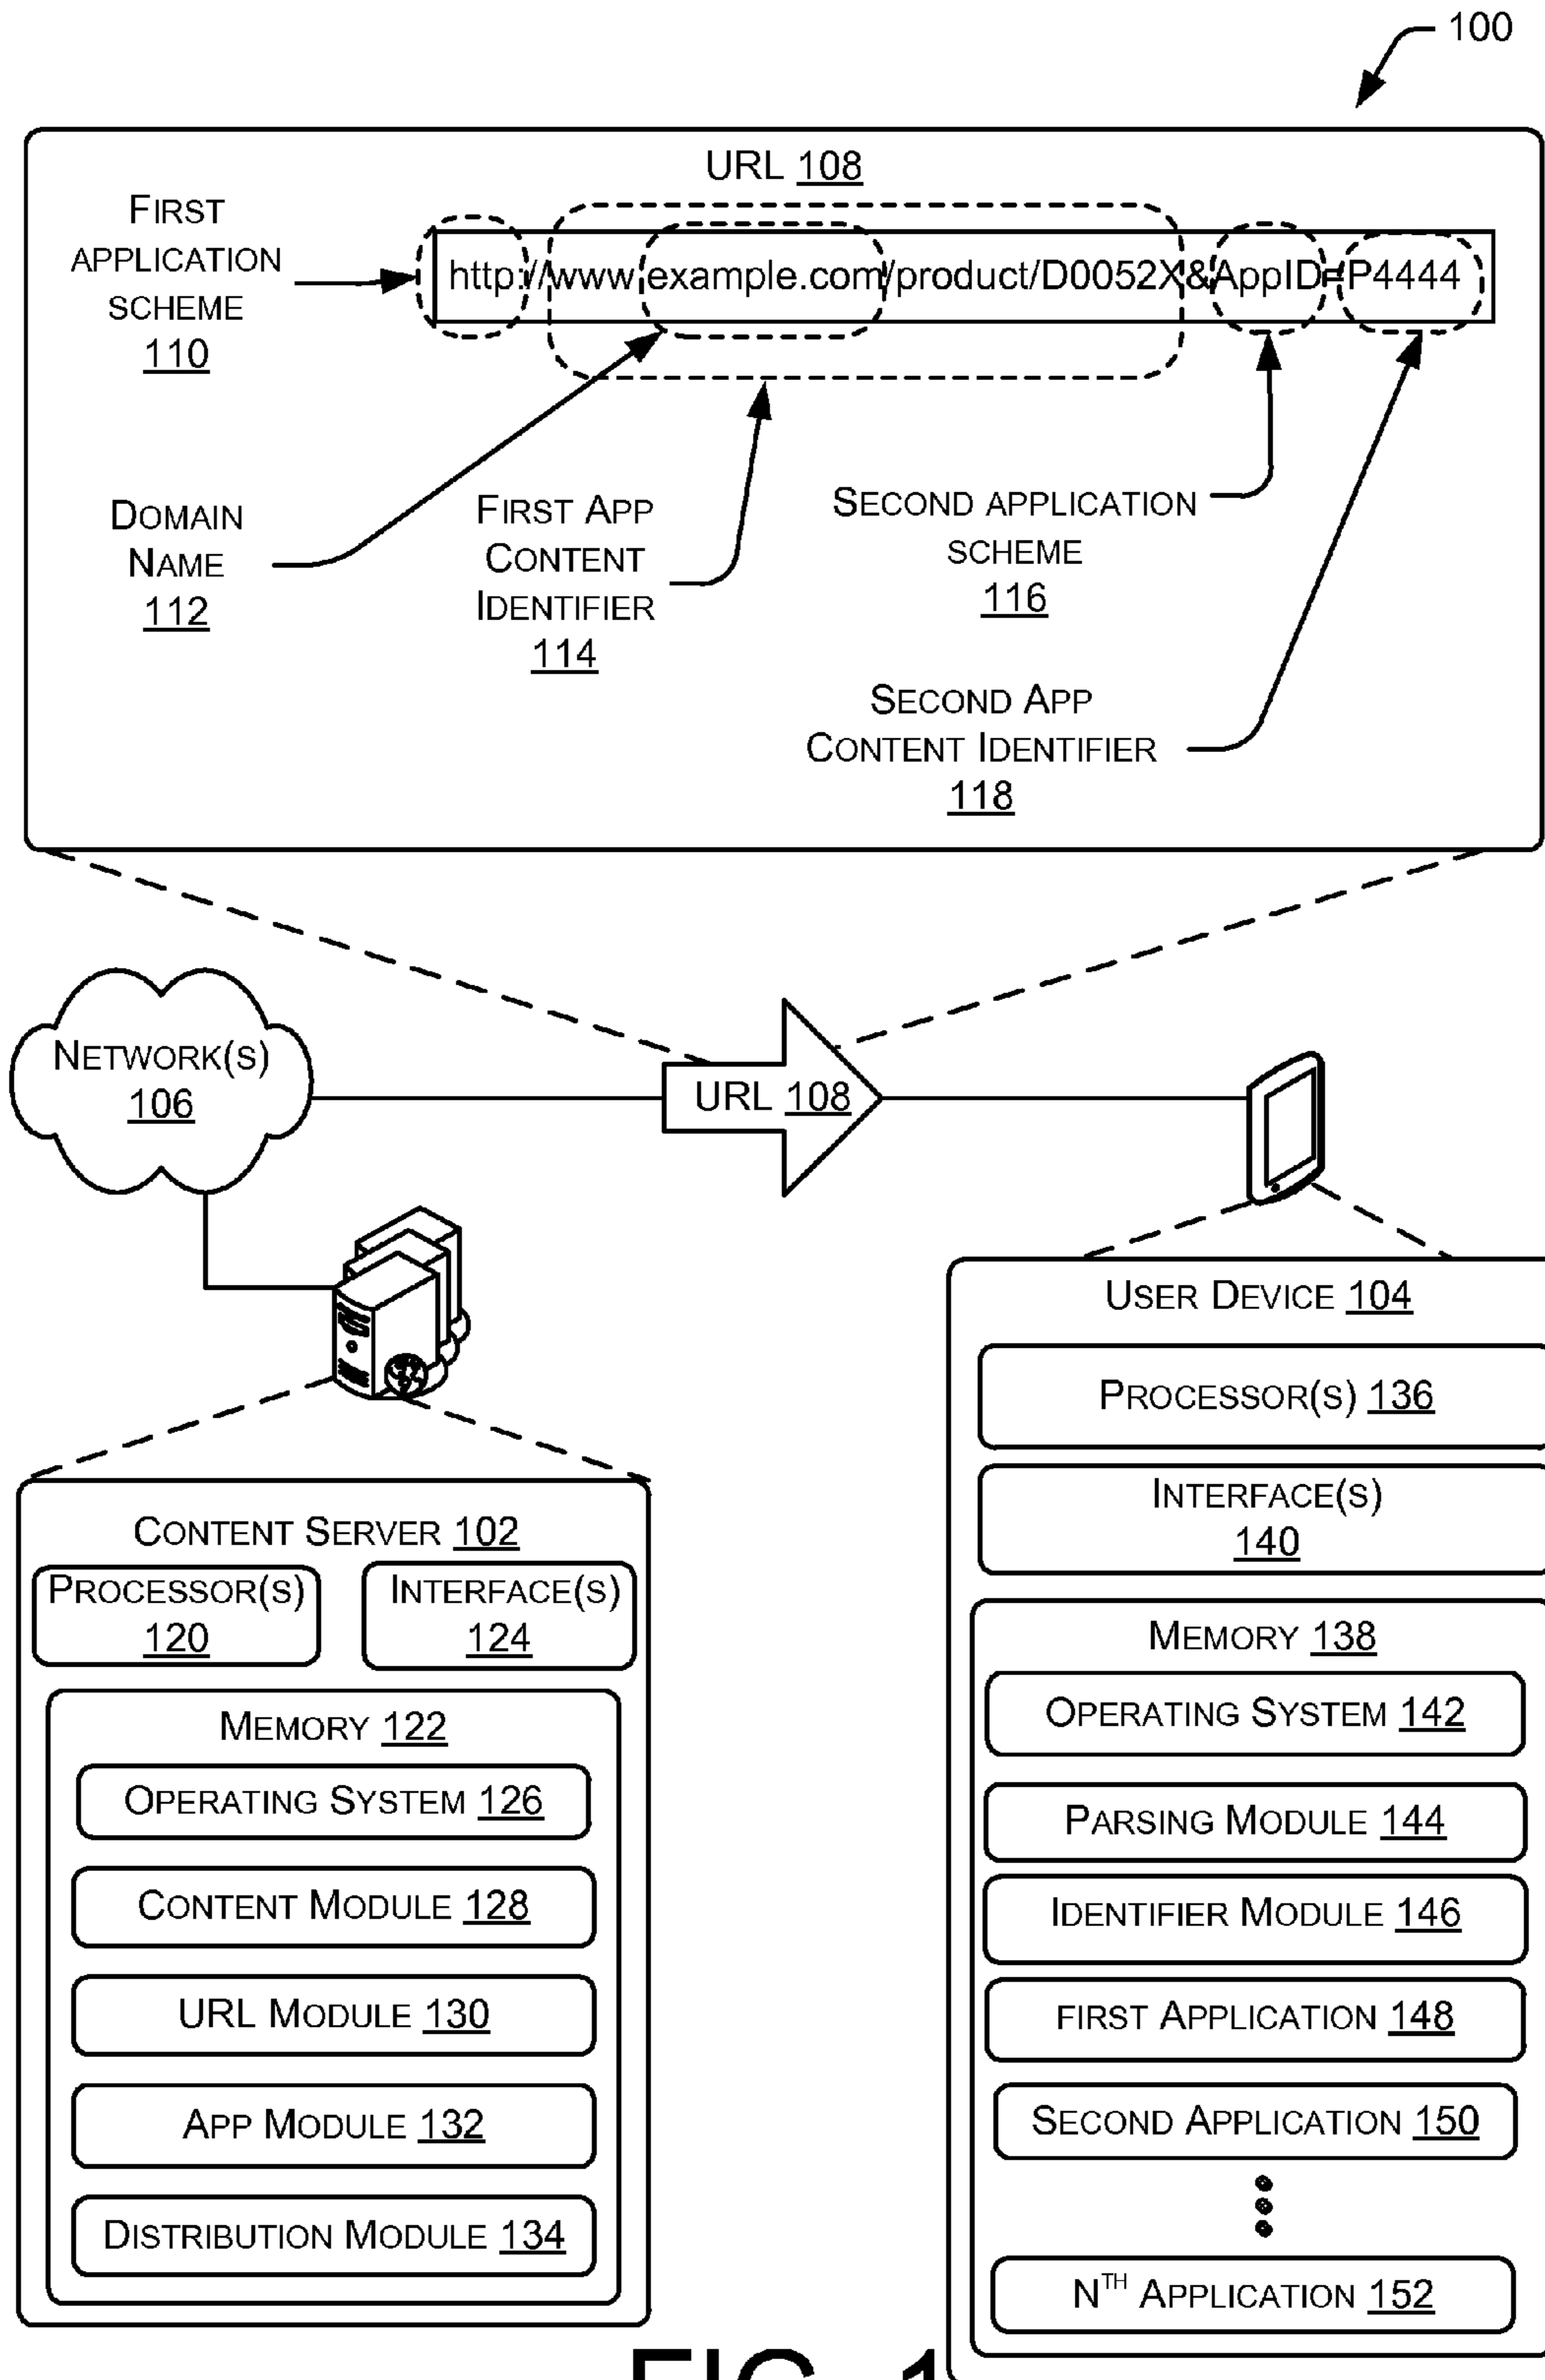 100
URL 108
FIRST
APPLICATION
SCHEME
110
http://www.example.com/product/D0052X&AppID=P4444
DOMAIN
NAME
112
FIRST APP
CONTENT
IDENTIFIER
114
SECOND APPLICATION
SCHEME
116
SECOND APP
CONTENT IDENTIFIER
118
NETWORK(S)
106
URL 108
CONTENT SERVER 102
PROCESSOR(S)
120
INTERFACE(S)
124
MEMORY 122
OPERATING SYSTEM 126
CONTENT MODULE 128
URL MODULE 130
APP MODULE 132
DISTRIBUTION MODULE 134
USER DEVICE 104
PROCESSOR(S) 136
INTERFACE(S)
140
MEMORY 138
OPERATING SYSTEM 142
PARSING MODULE 144
IDENTIFIER MODULE 146
FIRST APPLICATION 148
SECOND APPLICATION 150
NTH APPLICATION 152
FIG. 1